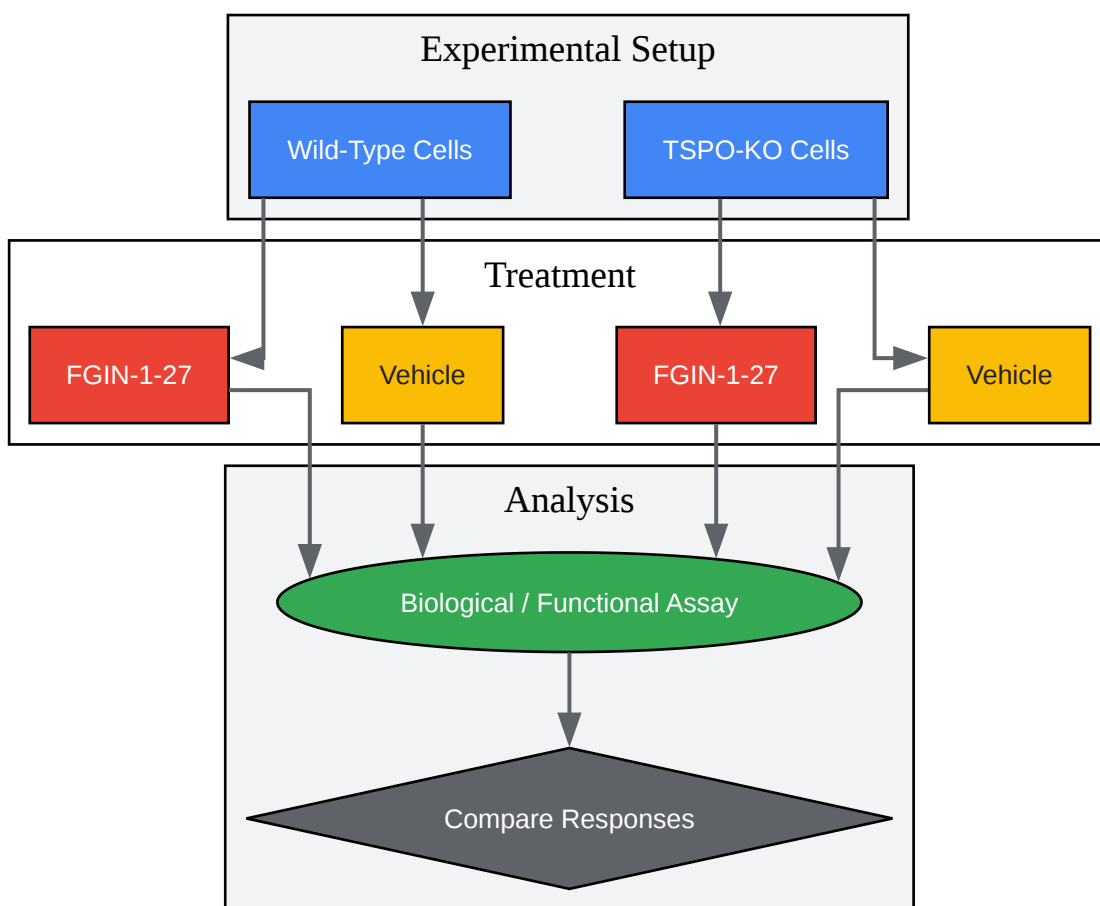 Experimental Setup
Wild-Type Cells
TSPO-KO Cells
Treatment
FGIN-1-27
Vehicle
FGIN-1-27
Vehicle
Analysis
Biological / Functional Assay
Compare Responses